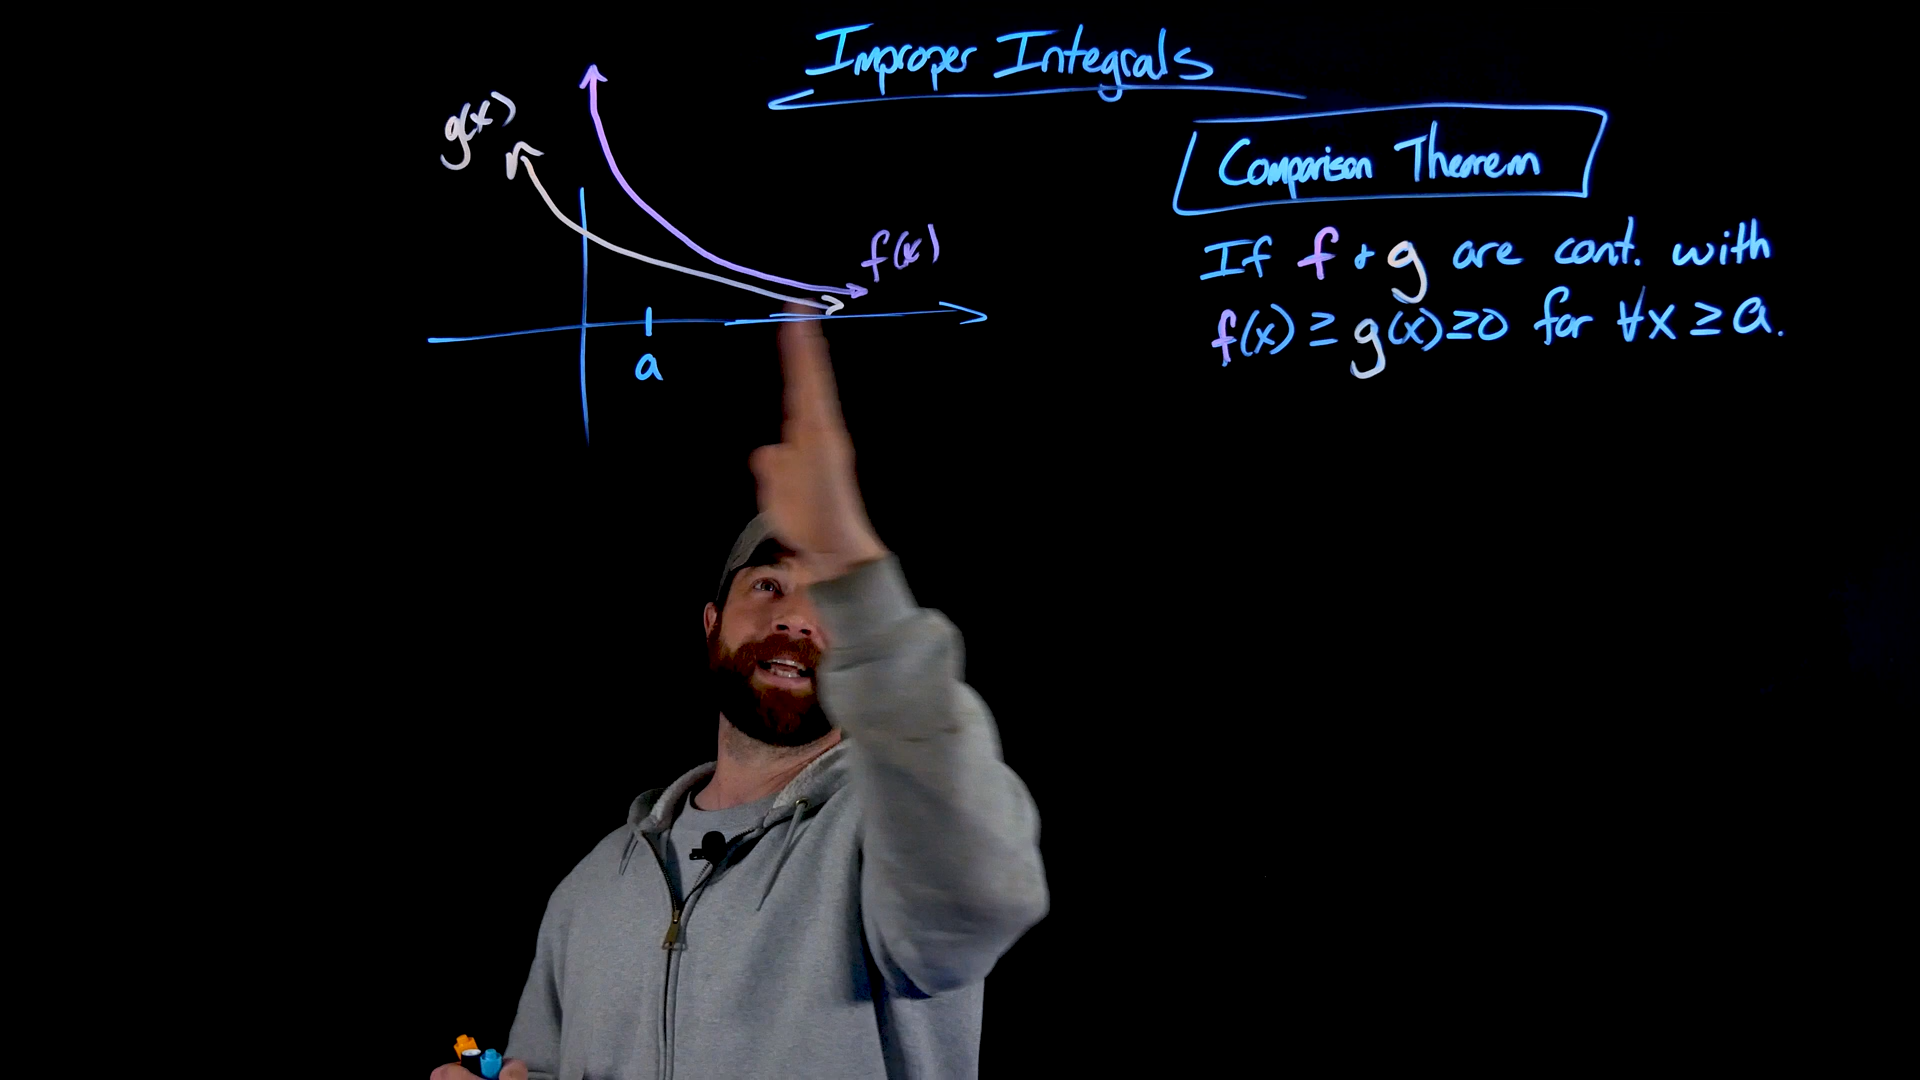 Improper Integrals
g(x)
f(x)
a
Comparison Theorem
If f + g are cont. with
f(x) ≥ g(x) ≥ 0 for ∀x ≥ a.